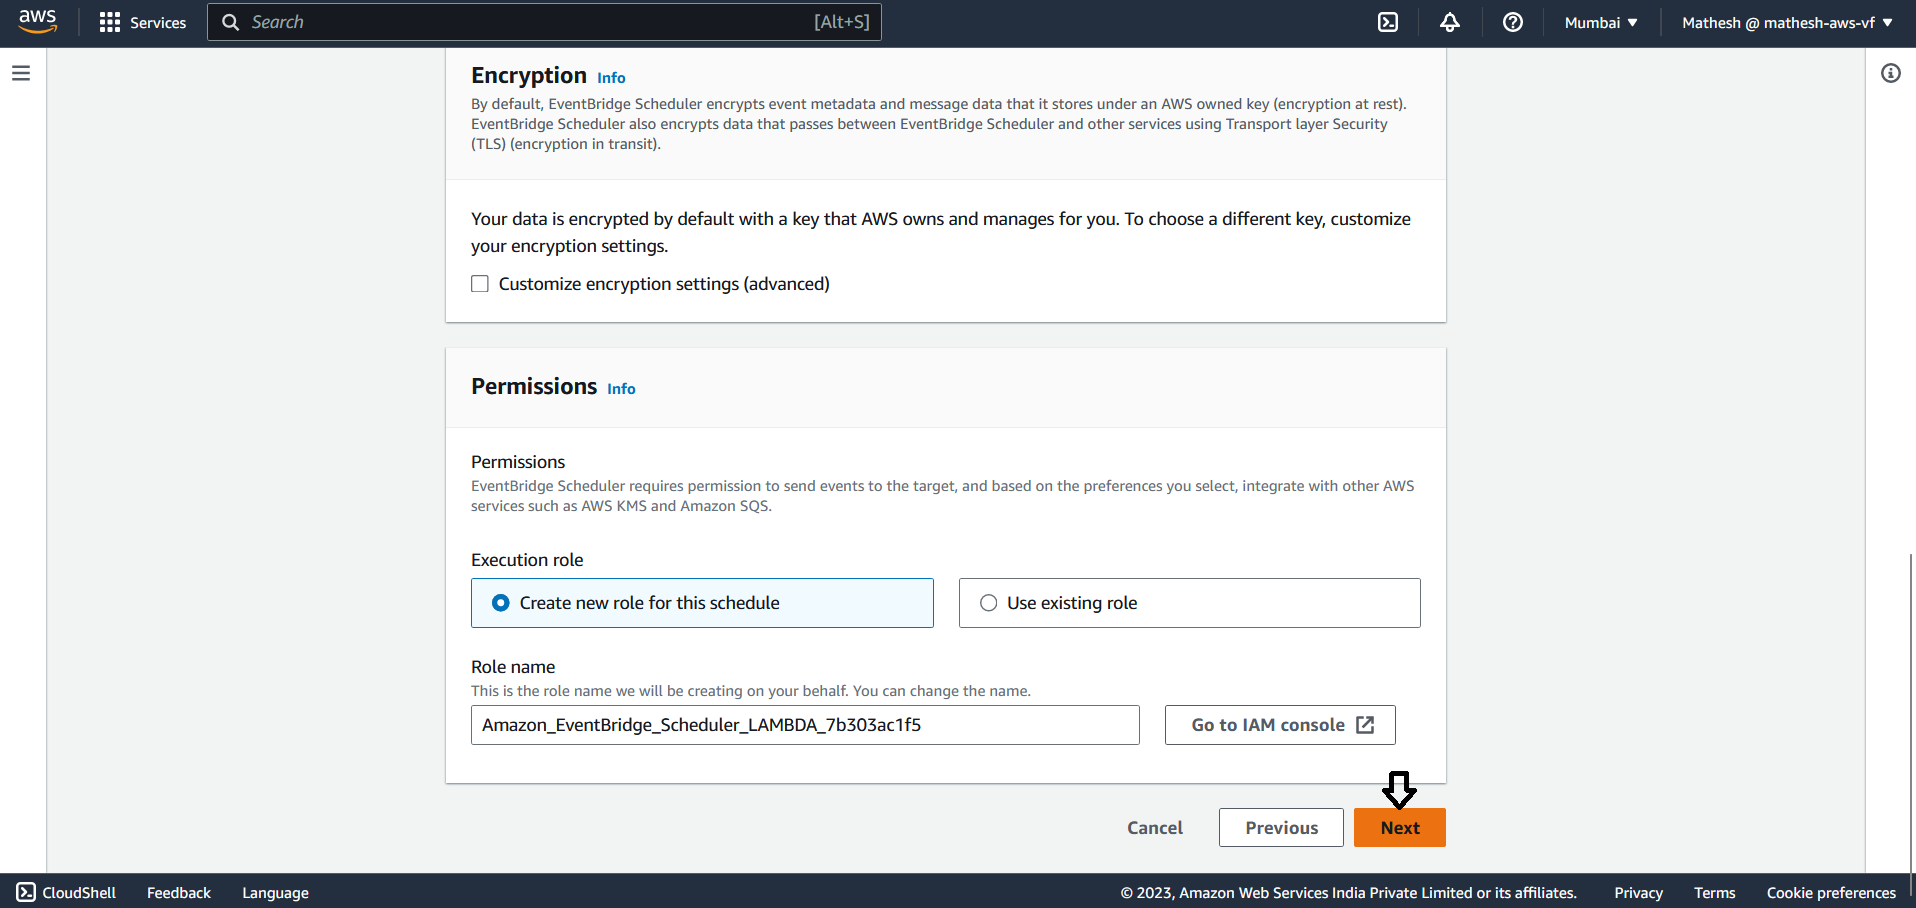 aws
Services
Search
[Alt+S]
Mumbai
Mathesh @ mathesh-aws-vf
Encryption Info
By default, EventBridge Scheduler encrypts event metadata and message data that it stores under an AWS owned key (encryption at rest).
EventBridge Scheduler also encrypts data that passes between EventBridge Scheduler and other services using Transport layer Security
(TLS) (encryption in transit).
Your data is encrypted by default with a key that AWS owns and manages for you. To choose a different key, customize
your encryption settings.
Customize encryption settings (advanced)
Permissions Info
Permissions
EventBridge Scheduler requires permission to send events to the target, and based on the preferences you select, integrate with other AWS
services such as AWS KMS and Amazon SQS.
Execution role
Create new role for this schedule
Use existing role
Role name
This is the role name we will be creating on your behalf. You can change the name.
Amazon_EventBridge_Scheduler_LAMBDA_7b303ac1f5
Go to IAM console
Cancel
Previous
Next
CloudShell
Feedback
Language
© 2023, Amazon Web Services India Private Limited or its affiliates.
Privacy
Terms
Cookie preferences